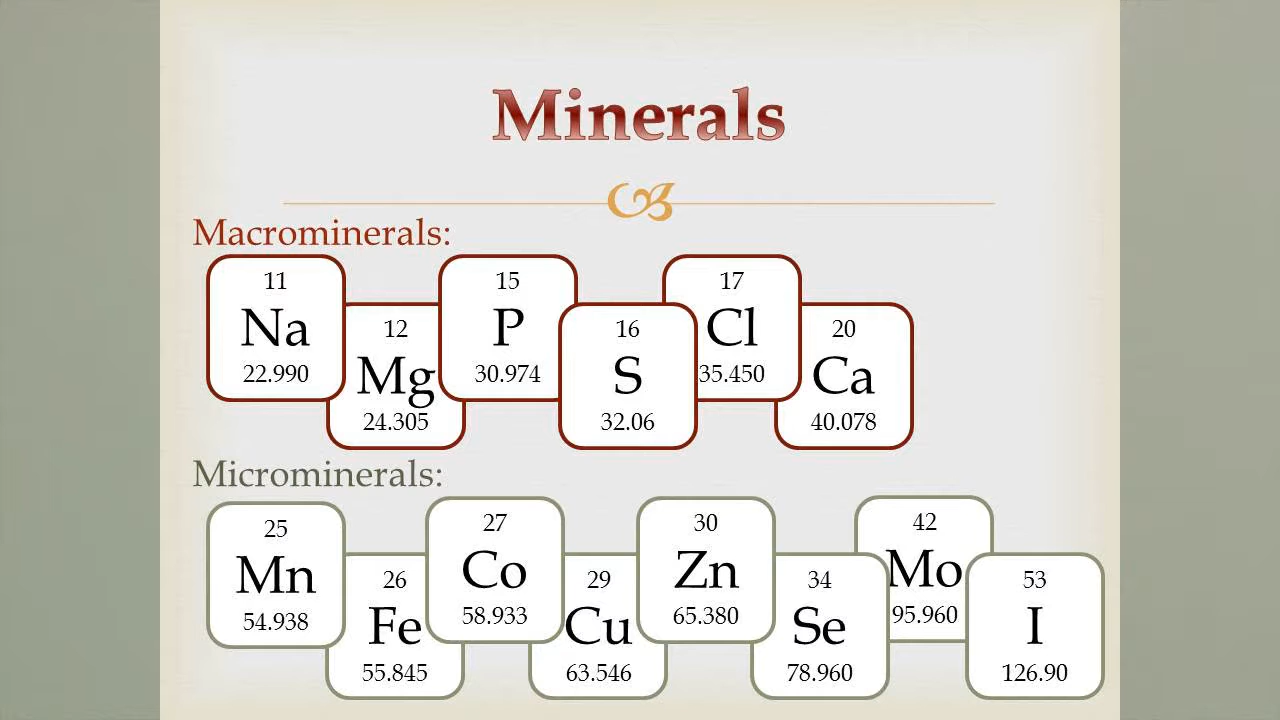 Minerals
Macrominerals:
11
Na
22.990
12
Mg
24.305
15
P
30.974
16
S
32.06
17
Cl
35.450
20
Ca
40.078
Microminerals:
25
Mn
54.938
26
Fe
55.845
27
Co
58.933
29
Cu
63.546
30
Zn
65.380
34
Se
78.960
42
Mo
95.960
53
I
126.90